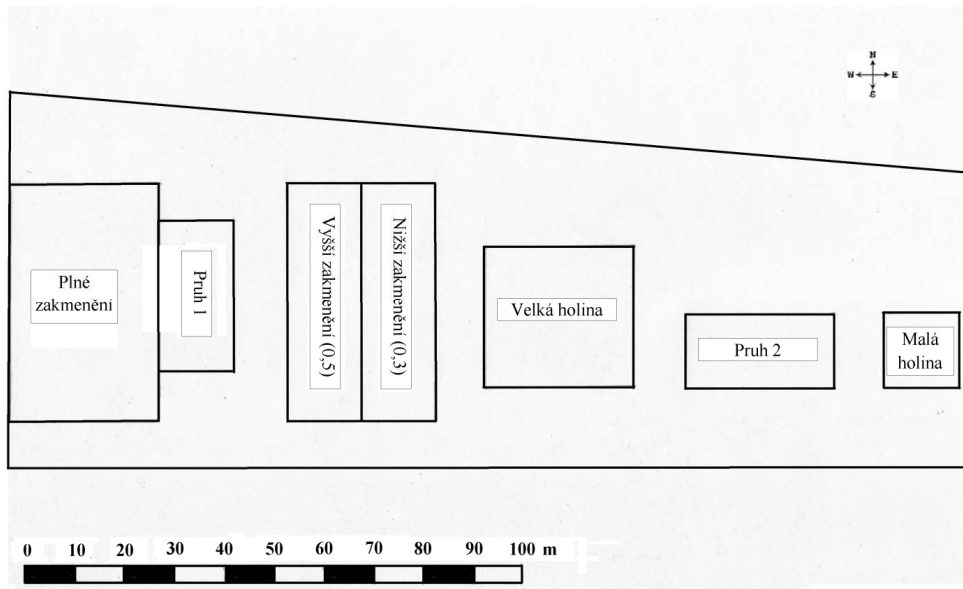 N
W E
S
Plné
zakmenění
Pruh 1
Vyšší zakmenění (0,5)
Nižší zakmenění (0,3)
Velká holina
Pruh 2
Malá
holina
0 10 20 30 40 50 60 70 80 90 100 m